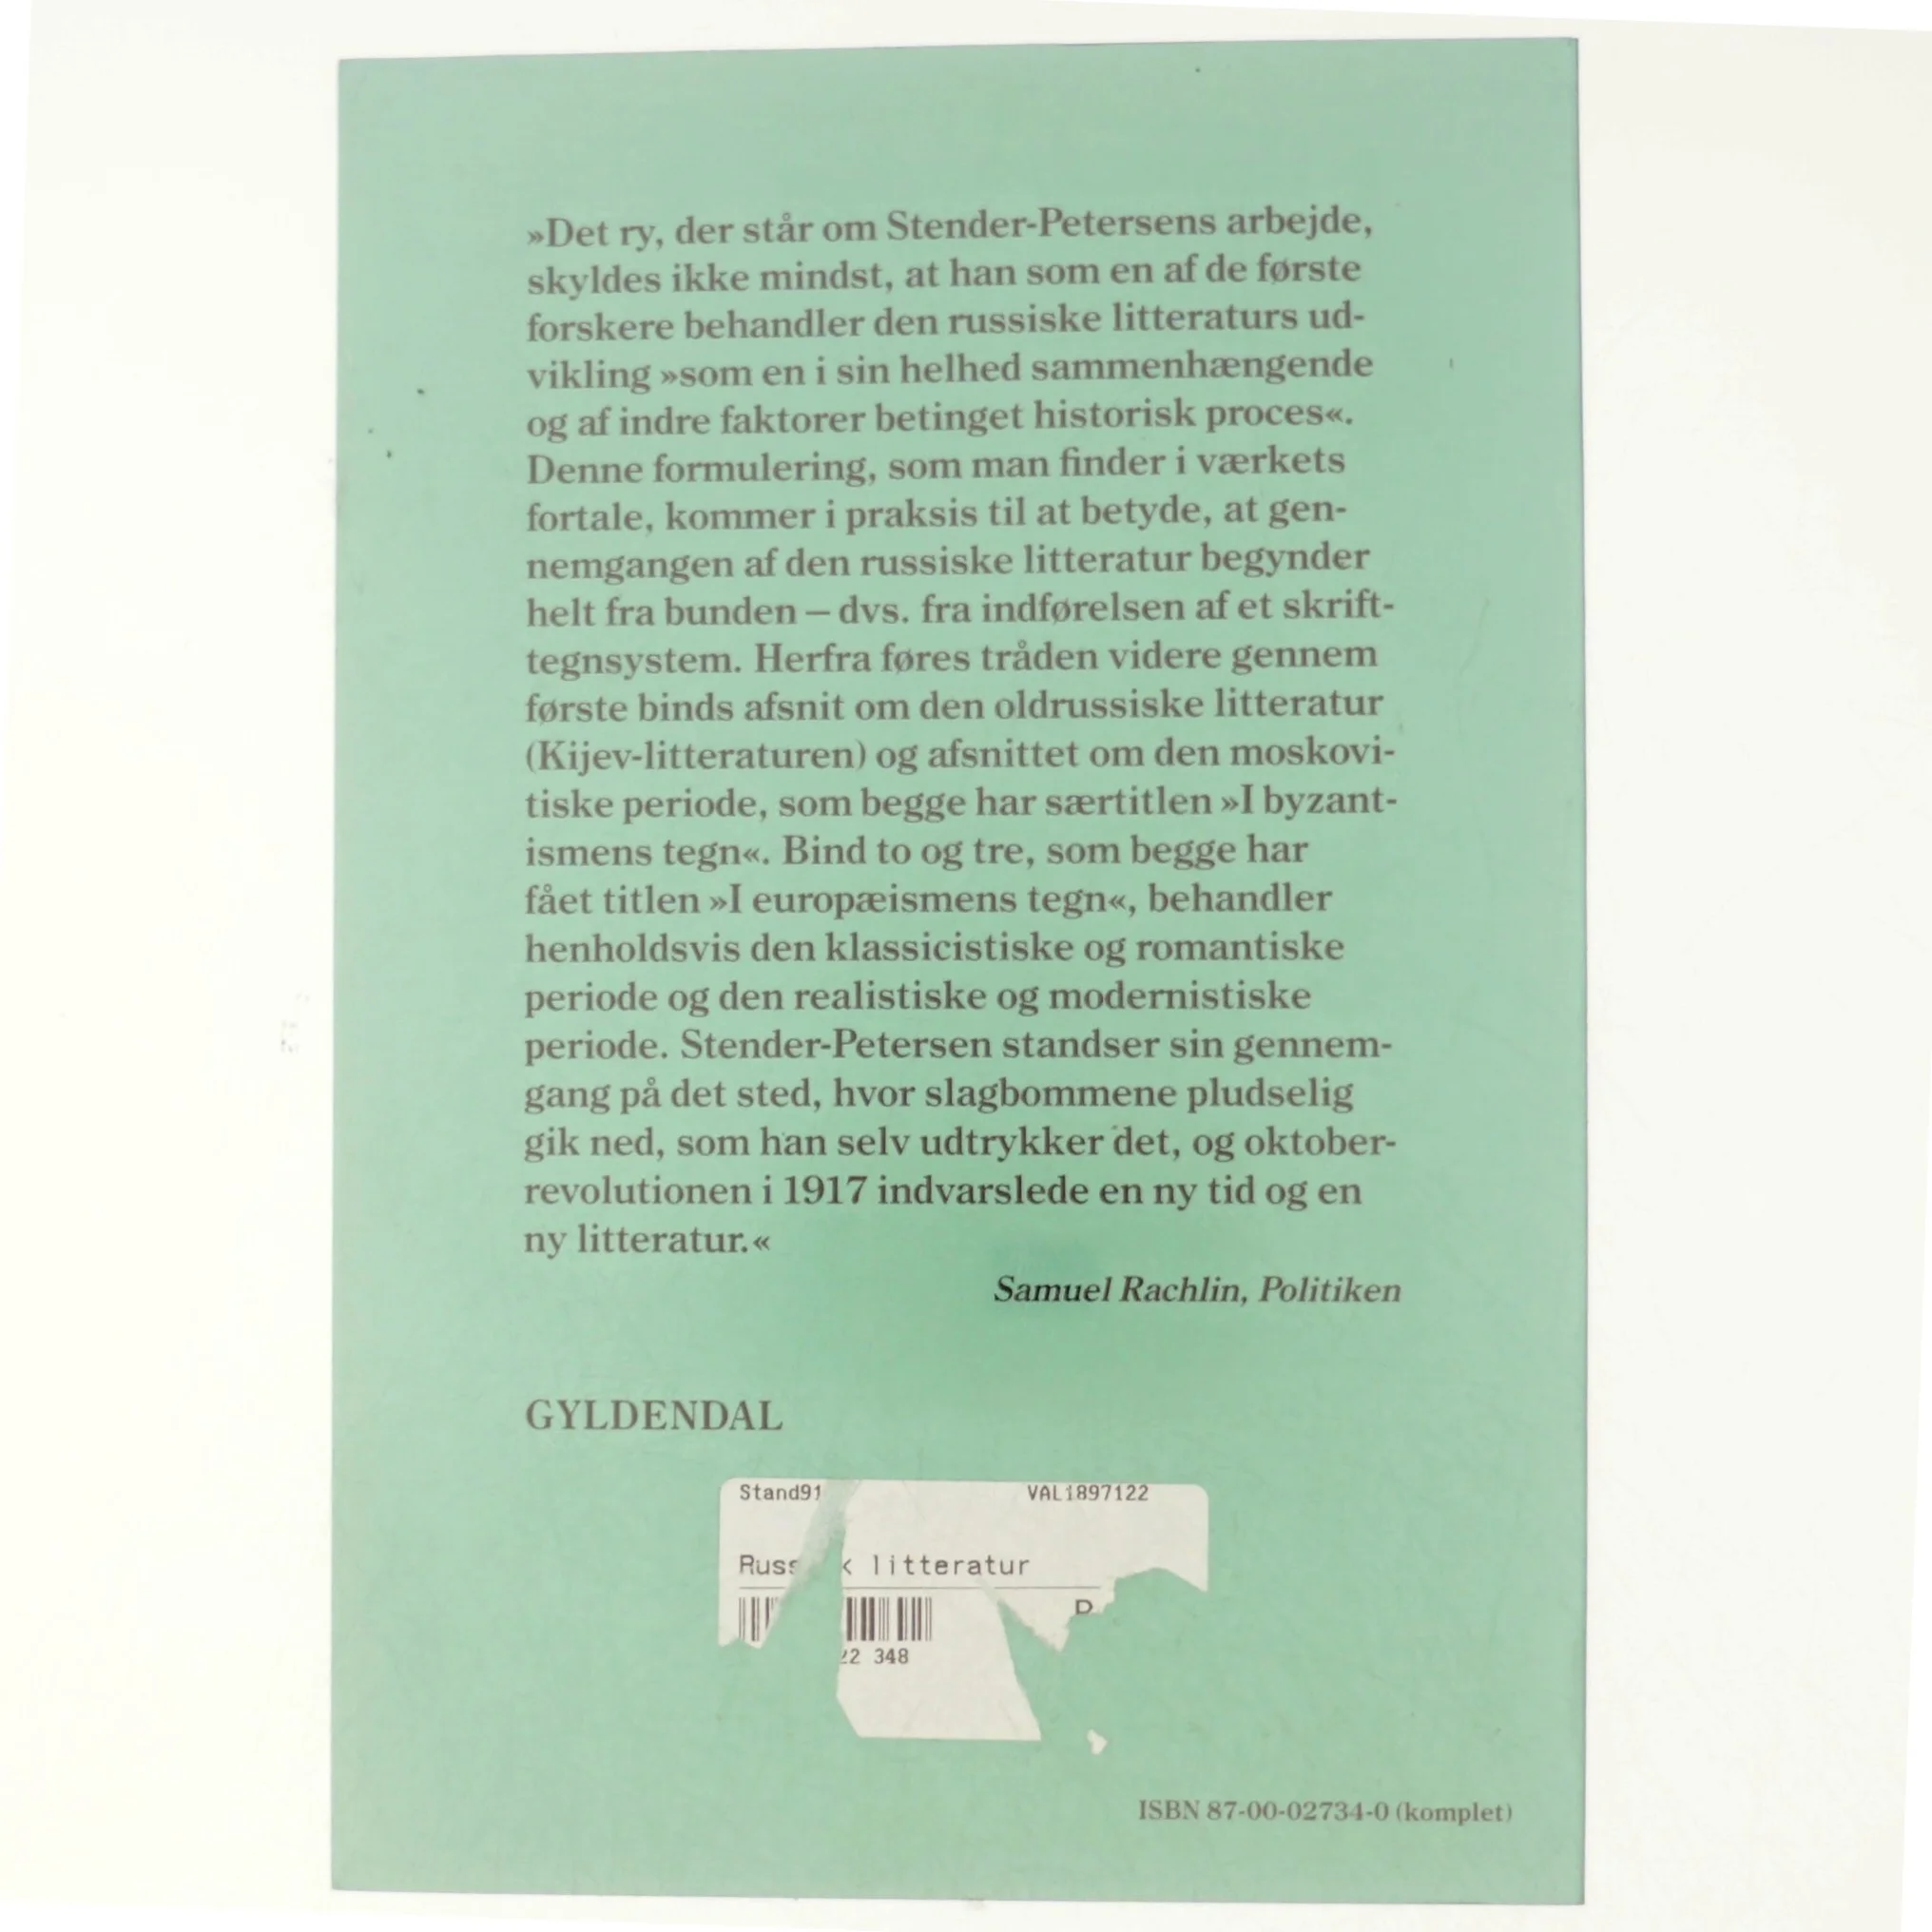 »Det ry, der står om Stender-Petersens arbejde,
skyldes ikke mindst, at han som en af de første
forskere behandler den russiske litteraturs ud-
vikling »som en i sin helhed sammenhængende
og af indre faktorer betinget historisk proces«.
Denne formulering, som man finder i værkets
fortale, kommer i praksis til at betyde, at gen-
nemgangen af den russiske litteratur begynder
helt fra bunden – dvs. fra indførelsen af et skrift-
tegnsystem. Herfra føres tråden videre gennem
første binds afsnit om den oldrussiske litteratur
(Kijev-litteraturen) og afsnittet om den moskovi-
tiske periode, som begge har særtitlen »I byzant-
ismens tegn«. Bind to og tre, som begge har
fået titlen »I europæismens tegn«, behandler
henholdsvis den klassicistiske og romantiske
periode og den realistiske og modernistiske
periode. Stender-Petersen standser sin gennem-
gang på det sted, hvor slagbommene pludselig
gik ned, som han selv udtrykker det, og oktober-
revolutionen i 1917 indvarslede en ny tid og en
ny litteratur.«
Samuel Rachlin, Politiken
GYLDENDAL
Stand91 VAL1897122
litteratur
348
ISBN 87-00-02734-0 (komplet)